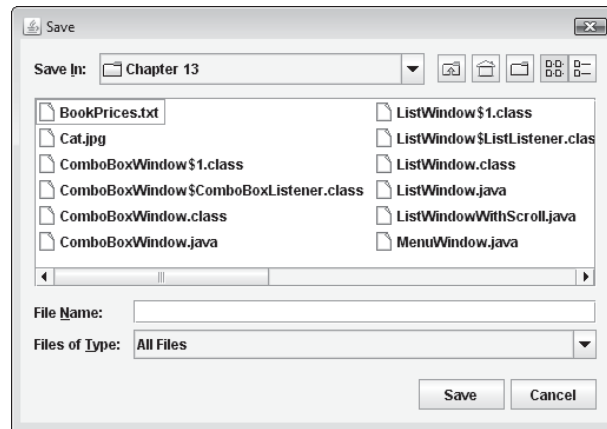 Save
Save In:
Chapter 13
BookPrices.txt
Cat.jpg
ComboBoxWindow$1.class
ComboBoxWindow$ComboBoxListener.class
ComboBoxWindow.class
ComboBoxWindow.java
ListWindow$1.class
ListWindow$ListListener.clas
ListWindow.class
ListWindow.java
ListWindowWithScroll.java
MenuWindow.java
File Name:
Files of Type: All Files
Save Cancel